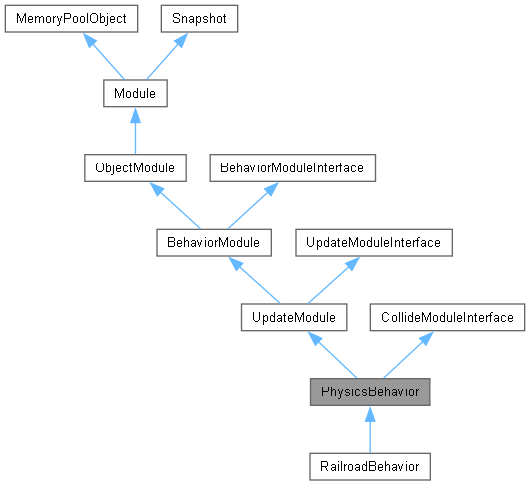 MemoryPoolObject
Snapshot
Module
ObjectModule
BehaviorModuleInterface
BehaviorModule
UpdateModuleInterface
UpdateModule
CollideModuleInterface
PhysicsBehavior
RailroadBehavior